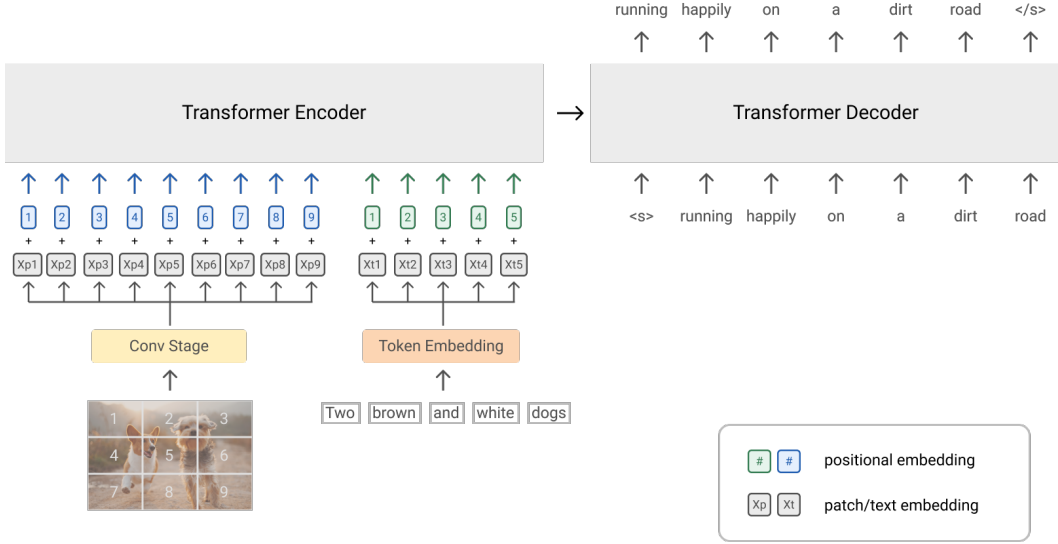 running happily on a dirt road </s>
Transformer Encoder
Transformer Decoder
1 2 3 4 5 6 7 8 9 1 2 3 4 5
<s> running happily on a dirt road
+ + + + + + + + + + + + + +
Xp1 Xp2 Xp3 Xp4 Xp5 Xp6 Xp7 Xp8 Xp9 Xt1 Xt2 Xt3 Xt4 Xt5
Conv Stage
Token Embedding
Two brown and white dogs
1 2 3
4 5 6
7 8 9
# # positional embedding
Xp Xt patch/text embedding